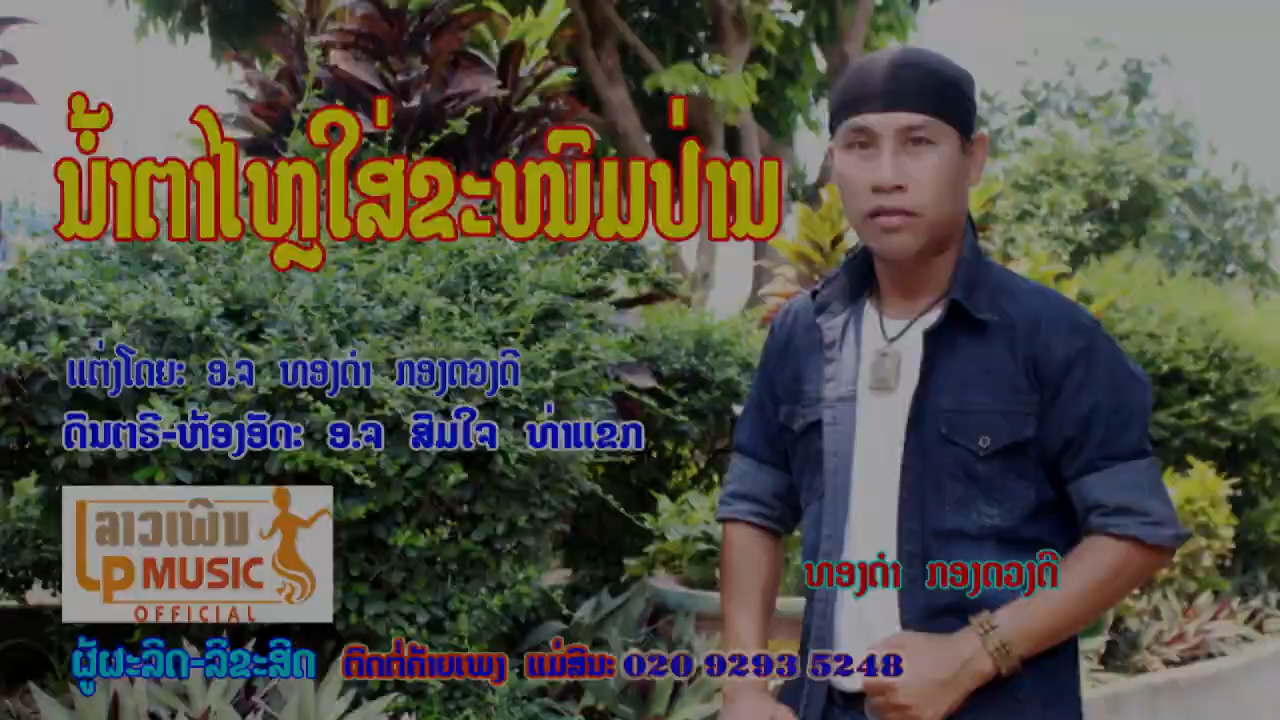 ນ້ຳຕາໄຫຼໃສ່ຂະໜົມປ່ານ
ແຕ່ງໂດຍ: ອ.ຈ ທອງດຳ ກອງດວງດີ
ດົນຕຣີ-ຫ້ອງອັດ: ອ.ຈ ສົມໃຈ ທ່າແຂກ
ລາວເພີນ
LP MUSIC
OFFICIAL
ທອງດຳ ກອງດວງດີ
ຜູ້ຜະລິດ-ລິຂະສິດ ຕິດຕໍ່ຄ້າຍເພງ ແມ່ສົນ: 020 9293 5248